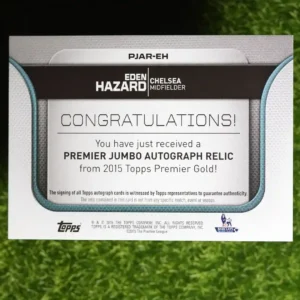 PJAR-EH
EDEN
HAZARD
CHELSEA
MIDFIELDER
CONGRATULATIONS!
You have just received a
PREMIER JUMBO AUTOGRAPH RELIC
from 2015 Topps Premier Gold!
The signing of all Topps autograph cards is witnessed by Topps representatives to guarantee authenticity.
Topps